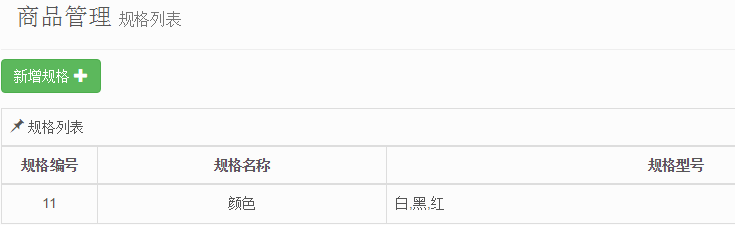 商品管理 规格列表
新增规格
规格列表
规格编号 规格名称 规格型号
11 颜色 白,黑,红